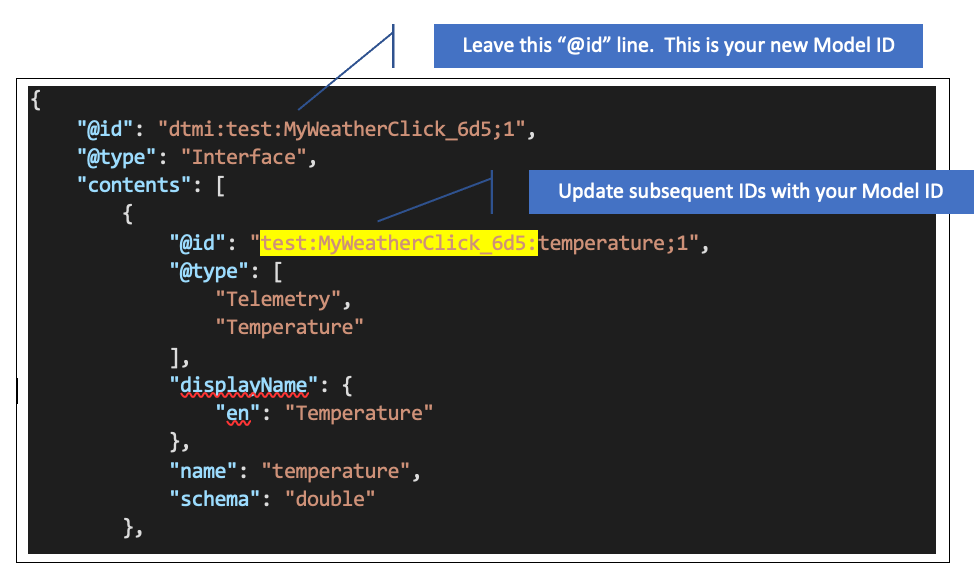 Leave this “@id” line.  This is your new Model ID
{
    "@id": "dtmi:test:MyWeatherClick_6d5;1",
    "@type": "Interface",
    "contents": [
Update subsequent IDs with your Model ID
        {
            "@id": "test:MyWeatherClick_6d5:temperature;1",
            "@type": [
                "Telemetry",
                "Temperature"
            ],
            "displayName": {
                "en": "Temperature"
            },
            "name": "temperature",
            "schema": "double"
        },